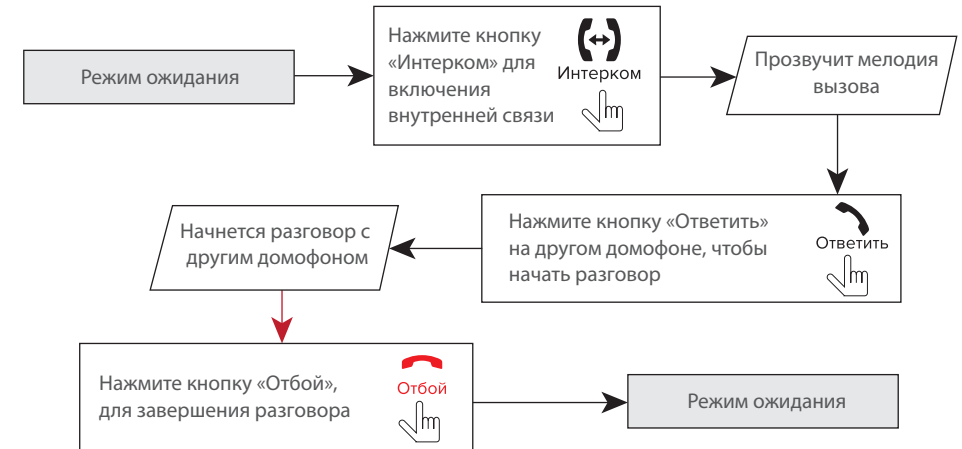 Режим ожидания
Нажмите кнопку
«Интерком» для
включения
внутренней связи
Интерком
Прозвучит мелодия
вызова
Нажмите кнопку «Ответить»
на другом домофоне, чтобы
начать разговор
Ответить
Начнется разговор с
другим домофоном
Нажмите кнопку «Отбой»,
для завершения разговора
Отбой
Режим ожидания